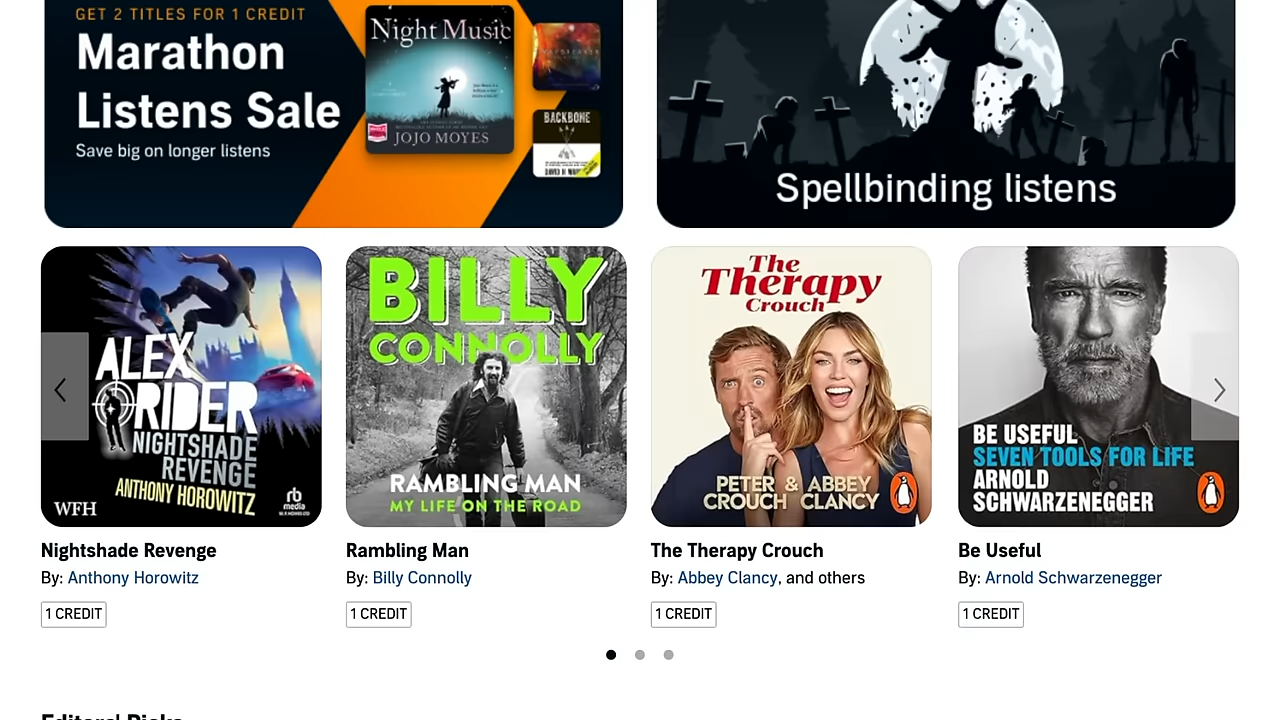 GET 2 TITLES FOR 1 CREDIT
Marathon
Listens Sale
Save big on longer listens
Night Music
JOJO MOYES
BACKBONE
Spellbinding listens
ALEX
RIDER
NIGHTSHADE
REVENGE
ANTHONY HOROWITZ
WFH
rb
media
BILLY
CONNOLLY
RAMBLING MAN
MY LIFE ON THE ROAD
The
Therapy
Crouch
PETER & ABBEY
CROUCH CLANCY
BE USEFUL
SEVEN TOOLS FOR LIFE
ARNOLD
SCHWARZENEGGER
Nightshade Revenge
By: Anthony Horowitz
1 CREDIT
Rambling Man
By: Billy Connolly
1 CREDIT
The Therapy Crouch
By: Abbey Clancy, and others
1 CREDIT
Be Useful
By: Arnold Schwarzenegger
1 CREDIT
Editors' Picks